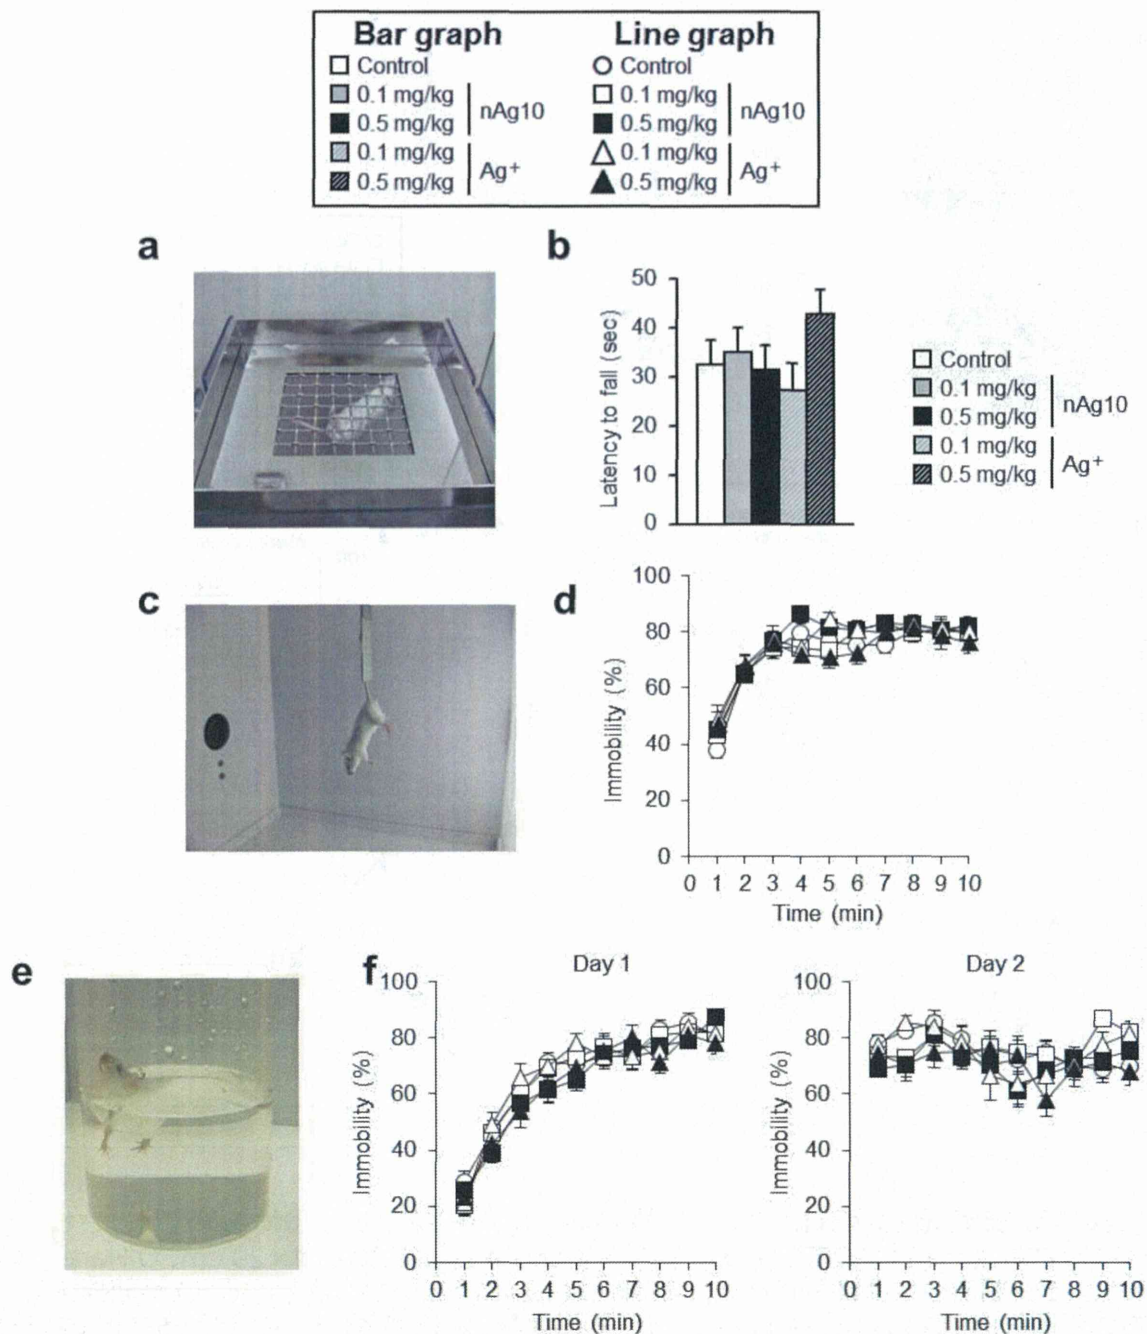 Bar graph
Control
0.1 mg/kg
0.5 mg/kg
nAg10
0.1 mg/kg
0.5 mg/kg
Ag⁺
Line graph
Control
0.1 mg/kg
0.5 mg/kg
nAg10
0.1 mg/kg
0.5 mg/kg
Ag⁺
a
b
Latency to fall (sec)
50
40
30
20
10
0
Control
0.1 mg/kg
0.5 mg/kg
nAg10
0.1 mg/kg
0.5 mg/kg
Ag⁺
c
d
Immobility (%)
100
80
60
40
20
0
0 1 2 3 4 5 6 7 8 9 10
Time (min)
e
f
Day 1
Immobility (%)
100
80
60
40
20
0
0 1 2 3 4 5 6 7 8 9 10
Time (min)
Day 2
Immobility (%)
100
80
60
40
20
0
0 1 2 3 4 5 6 7 8 9 10
Time (min)